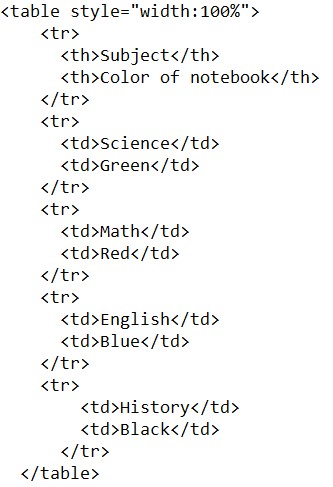 <table style="width:100%">
<tr>
<th>Subject</th>
<th>Color of notebook</th>
</tr>
<tr>
<td>Science</td>
<td>Green</td>
</tr>
<tr>
<td>Math</td>
<td>Red</td>
</tr>
<tr>
<td>English</td>
<td>Blue</td>
</tr>
<tr>
<td>History</td>
<td>Black</td>
</tr>
</table>